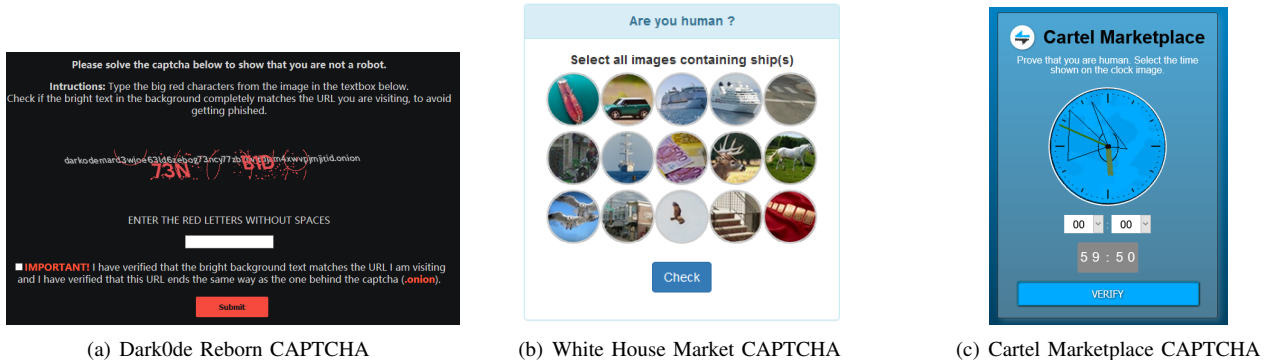 Please solve the captcha below to show that you are not a robot.
Intructions: Type the big red characters from the image in the textbox below.
Check if the bright text in the background completely matches the URL you are visiting, to avoid
getting phished.
73N B1D
ENTER THE RED LETTERS WITHOUT SPACES
IMPORTANT! I have verified that the bright background text matches the URL I am visiting
and I have verified that this URL ends the same way as the one behind the captcha (.onion).
Submit
(a) Dark0de Reborn CAPTCHA
Are you human ?
Select all images containing ship(s)
Check
(b) White House Market CAPTCHA
Cartel Marketplace
Prove that you are human. Select the time
shown on the clock image.
00 : 00
59:50
VERIFY
(c) Cartel Marketplace CAPTCHA